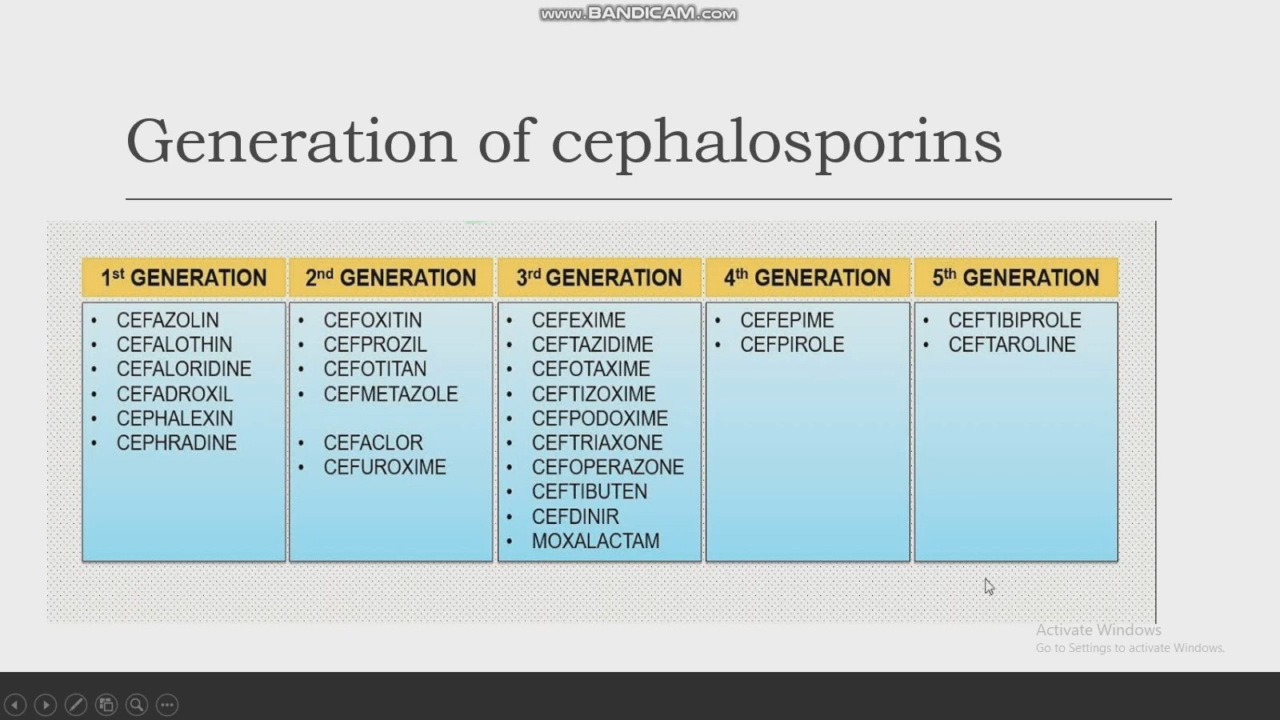 www.BANDICAM.com
Generation of cephalosporins
1st GENERATION
• CEFAZOLIN
• CEFALOTHIN
• CEFALORIDINE
• CEFADROXIL
• CEPHALEXIN
• CEPHRADINE
2nd GENERATION
• CEFOXITIN
• CEFPROZIL
• CEFOTITAN
• CEFMETAZOLE
• CEFACLOR
• CEFUROXIME
3rd GENERATION
• CEFEXIME
• CEFTAZIDIME
• CEFOTAXIME
• CEFTIZOXIME
• CEFPODOXIME
• CEFTRIAXONE
• CEFOPERAZONE
• CEFTIBUTEN
• CEFDINIR
• MOXALACTAM
4th GENERATION
• CEFEPIME
• CEFPIROLE
5th GENERATION
• CEFTIBIPROLE
• CEFTAROLINE
Activate Windows
Go to Settings to activate Windows.